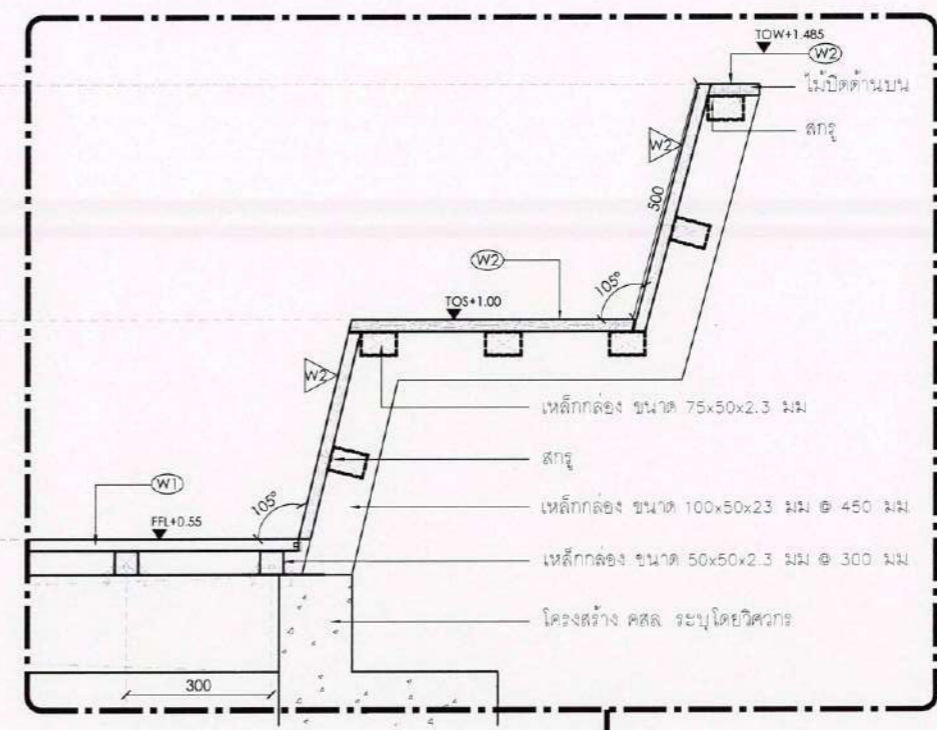 TOW+1.485
W2
ไม้ปิดด้านบน
สกรู
W2
500
W2
105°
TOS+1.00
W2
เหล็กกล่อง ขนาด 75x50x2.3 มม
สกรู
W1
105°
FFL+0.55
เหล็กกล่อง ขนาด 100x50x23 มม @ 450 มม
เหล็กกล่อง ขนาด 50x50x2.3 มม @ 300 มม
โครงสร้าง คสล ระบุโดยวิศวกร
300